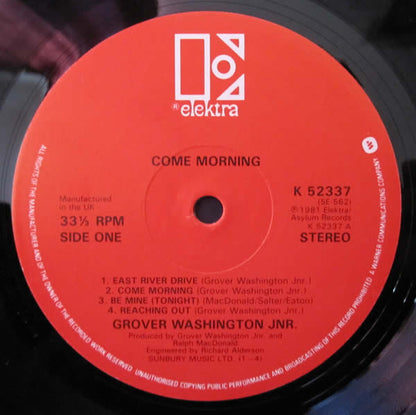 ® elektra
COME MORNING
Manufactured
in the UK
33⅓ RPM
SIDE ONE
K 52337
(5E 562)
℗ 1981 Elektra/
Asylum Records
K 52337 A
STEREO
1. EAST RIVER DRIVE (Grover Washington Jnr.)
2. COME MORNING (Grover Washington Jnr.)
3. BE MINE (TONIGHT) (MacDonald/Salter/Eaton)
4. REACHING OUT (Grover Washington Jnr.)
GROVER WASHINGTON JNR.
Produced by Grover Washington Jnr. and
Ralph MacDonald
Engineered by Richard Alderson
SUNBURY MUSIC LTD. (1 - 4)
ALL RIGHTS OF THE MANUFACTURER AND OF THE OWNER OF THE RECORDED WORK RESERVED. UNAUTHORISED COPYING PUBLIC PERFORMANCE AND BROADCASTING OF THIS RECORD PROHIBITED. A WARNER COMMUNICATIONS COMPANY